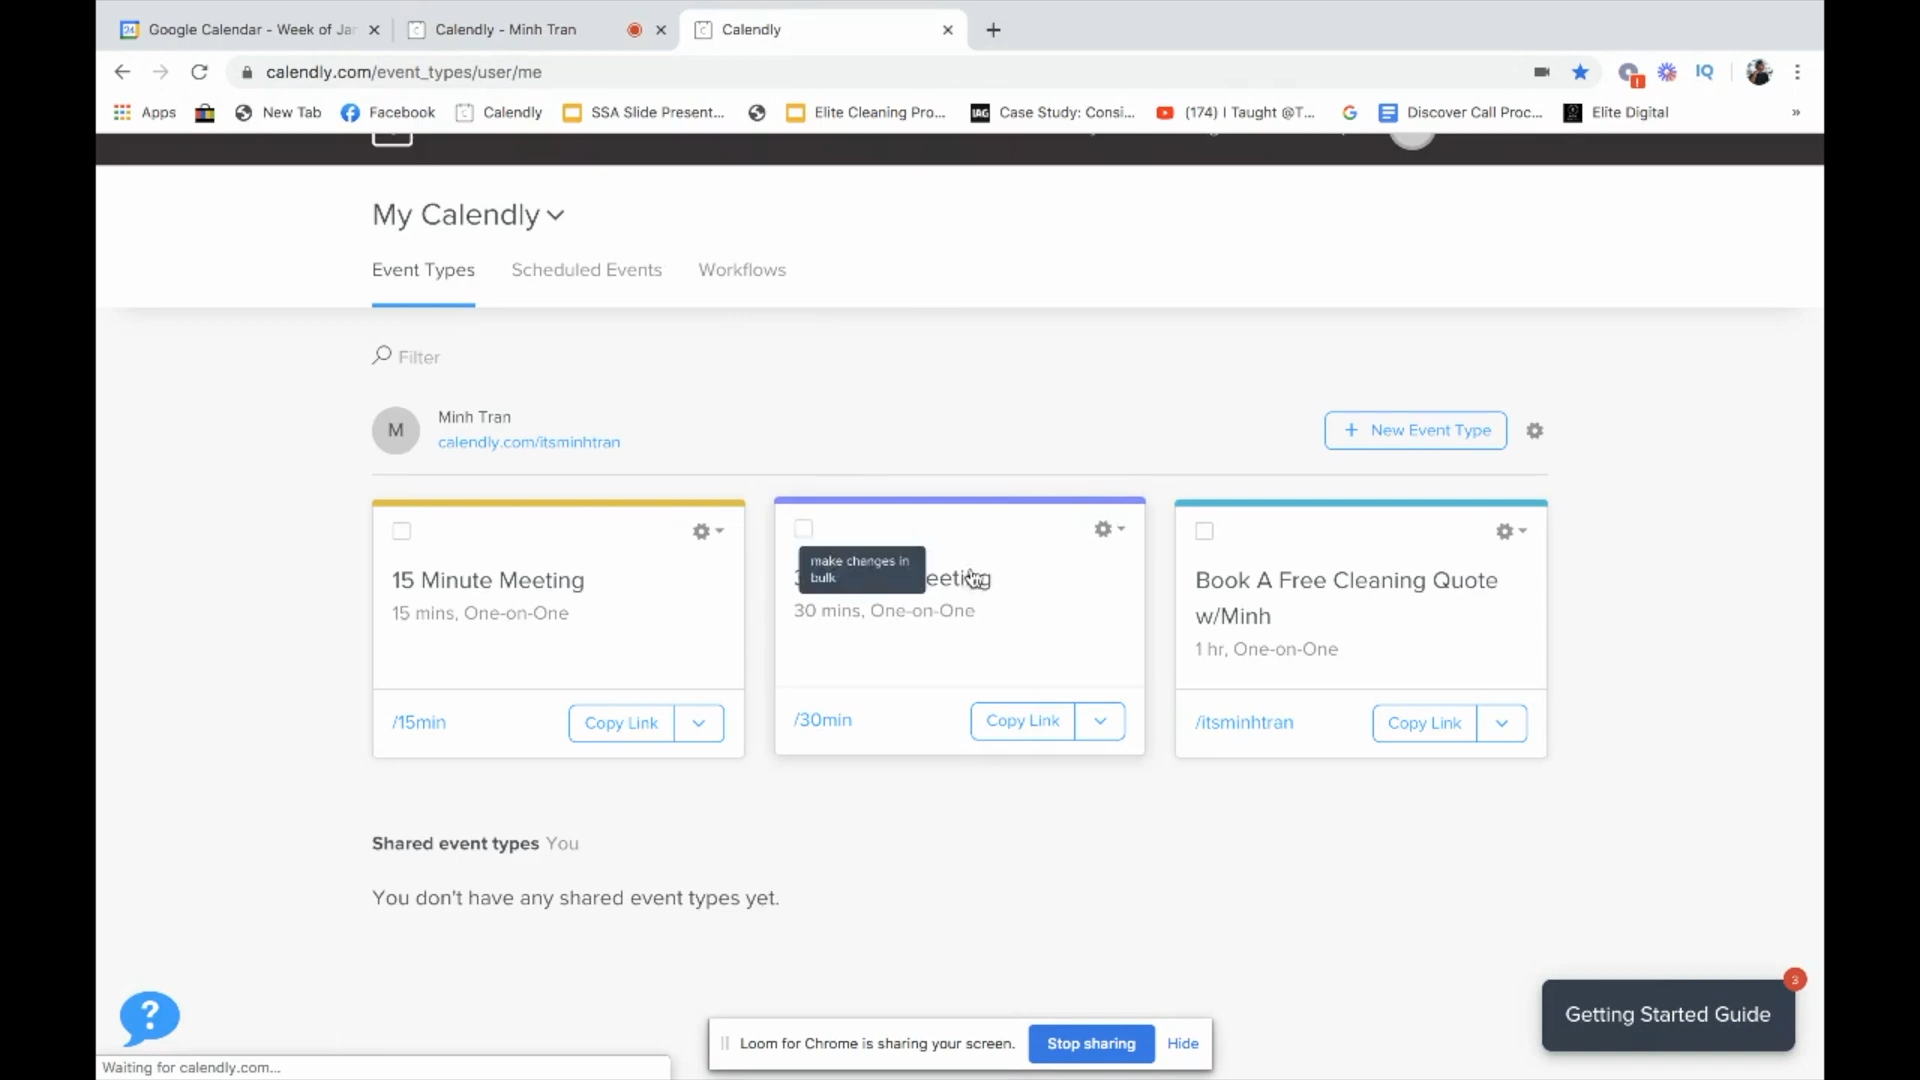 Google Calendar - Week of Jan
Calendly - Minh Tran
Calendly
calendly.com/event_types/user/me
IQ
Apps
New Tab
Facebook
Calendly
SSA Slide Present...
Elite Cleaning Pro...
IAG
Case Study: Consi...
(174) I Taught @T...
Discover Call Proc...
Elite Digital
»
My Calendly
Event Types
Scheduled Events
Workflows
Filter
M
Minh Tran
calendly.com/itsminhtran
+ New Event Type
15 Minute Meeting
15 mins, One-on-One
/15min
Copy Link
make changes in
bulk
eeting
30 mins, One-on-One
/30min
Copy Link
Book A Free Cleaning Quote
w/Minh
1 hr, One-on-One
/itsminhtran
Copy Link
Shared event types You
You don't have any shared event types yet.
?
3
Getting Started Guide
Loom for Chrome is sharing your screen.
Stop sharing
Hide
Waiting for calendly.com...